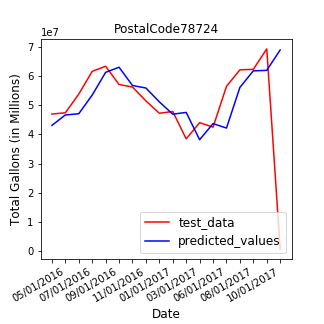 PostalCode78724
1e7
7
6
5
4
3
2
1
0
Total Gallons (in Millions)
test_data
predicted_values
05/01/2016
07/01/2016
09/01/2016
11/01/2016
01/01/2017
03/01/2017
06/01/2017
08/01/2017
10/01/2017
Date